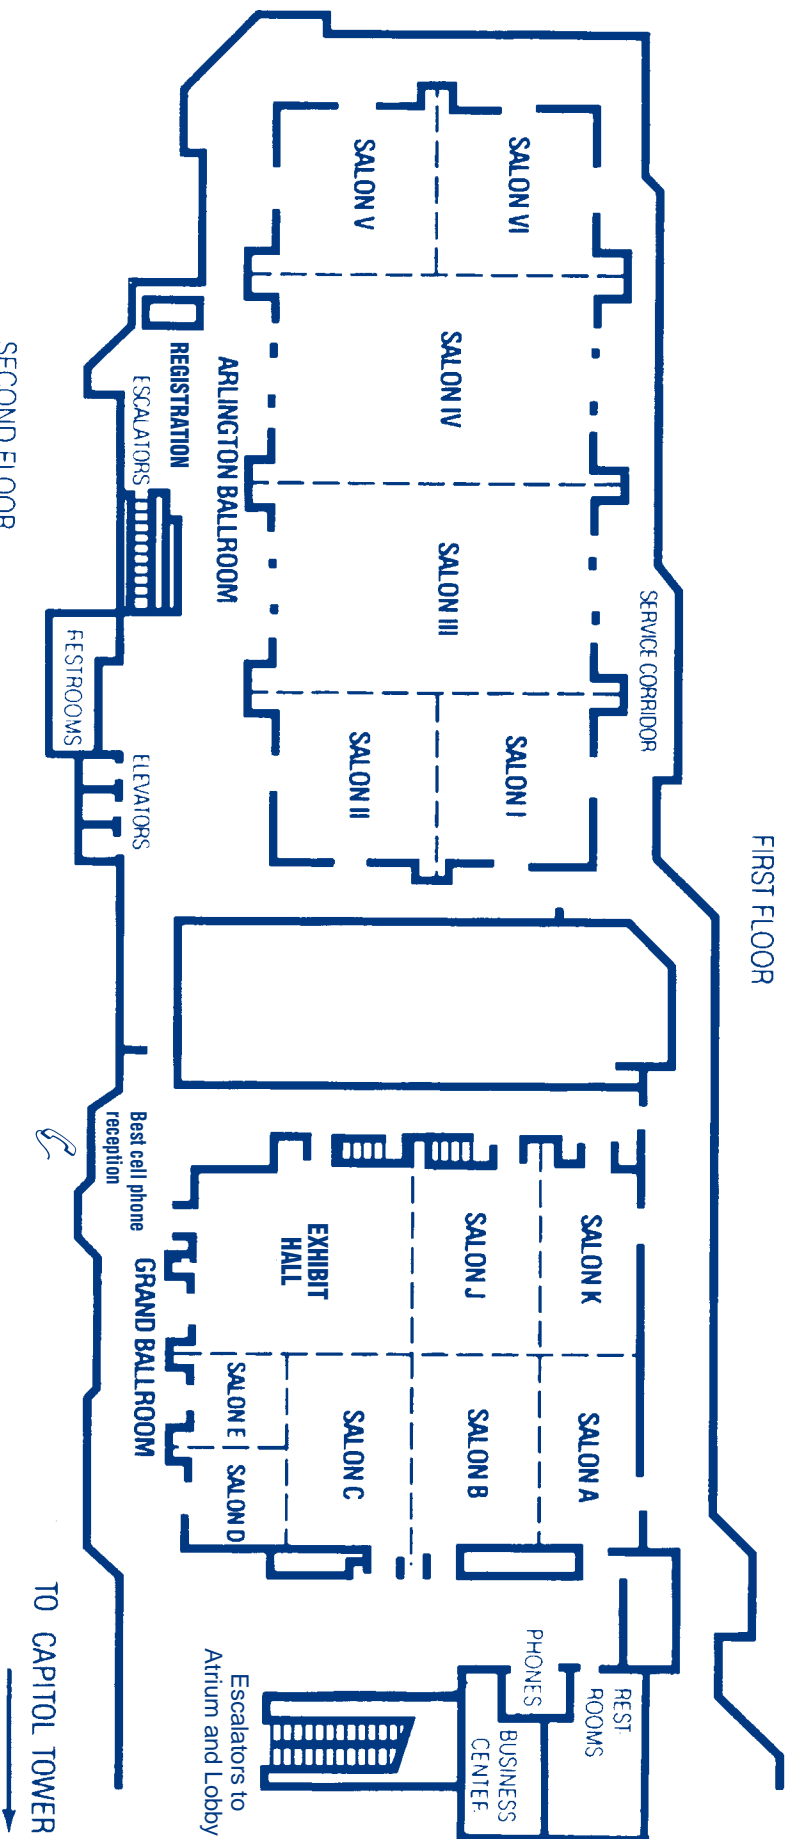 FIRST FLOOR
SERVICE CORRIDOR
SALON VI
SALON V
SALON IV
SALON III
SALON I
SALON II
ARLINGTON BALLROOM
REGISTRATION
ESCALATORS
RESTROOMS
ELEVATORS
Best cell phone
reception
GRAND BALLROOM
EXHIBIT
HALL
SALON K
SALON J
SALON A
SALON B
SALON C
SALON E
SALON D
REST
ROOMS
PHONES
BUSINESS
CENTER
Escalators to
Atrium and Lobby
TO CAPITOL TOWER
SECOND FLOOR